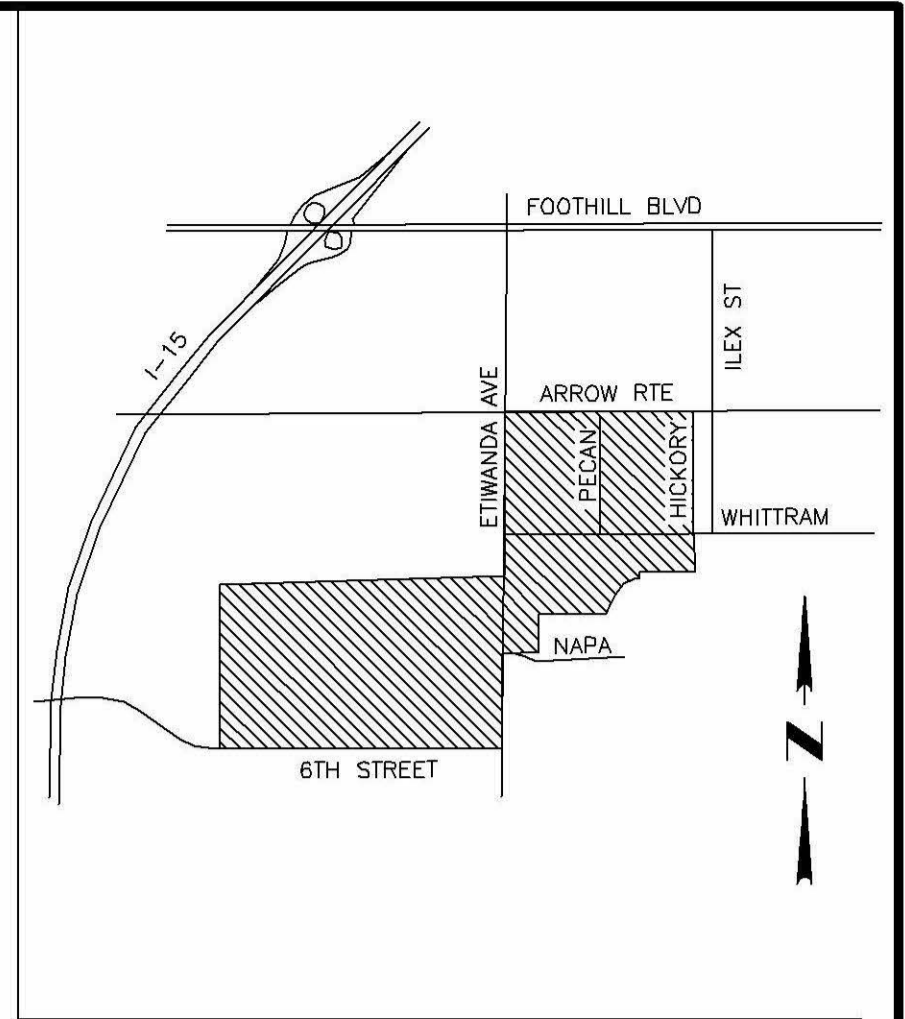 FOOTHILL BLVD
ILEX ST
I-15
ETIWANDA AVE
ARROW RTE
PECAN
HICKORY
WHITTRAM
NAPA
N
6TH STREET